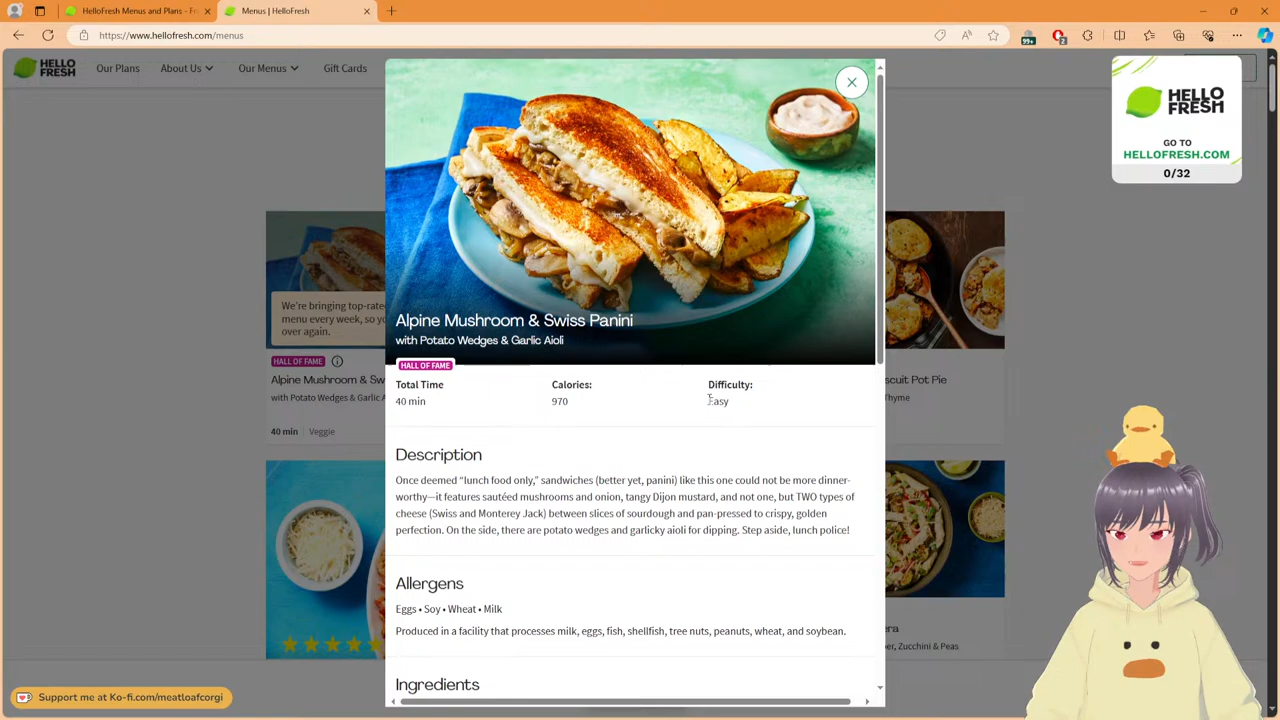 HelloFresh Menus and Plans - Fr
Menus | HelloFresh
https://www.hellofresh.com/menus
99+
2
HELLO
FRESH
Our Plans
About Us
Our Menus
Gift Cards
HELLO
FRESH
GO TO
HELLOFRESH.COM
0/32
We're bringing top-rated
menu every week, so yo
over again.
HALL OF FAME
Alpine Mushroom & Sw
with Potato Wedges & Garlic A
40 min
Veggie
Alpine Mushroom & Swiss Panini
with Potato Wedges & Garlic Aioli
HALL OF FAME
Total Time
40 min
Calories:
970
Difficulty:
Easy
Description
Once deemed “lunch food only,” sandwiches (better yet, panini) like this one could not be more dinner-
worthy—it features sautéed mushrooms and onion, tangy Dijon mustard, and not one, but TWO types of
cheese (Swiss and Monterey Jack) between slices of sourdough and pan-pressed to crispy, golden
perfection. On the side, there are potato wedges and garlicky aioli for dipping. Step aside, lunch police!
Allergens
Eggs • Soy • Wheat • Milk
Produced in a facility that processes milk, eggs, fish, shellfish, tree nuts, peanuts, wheat, and soybean.
Ingredients
scuit Pot Pie
Thyme
era
er, Zucchini & Peas
Support me at Ko-fi.com/meatloafcorgi